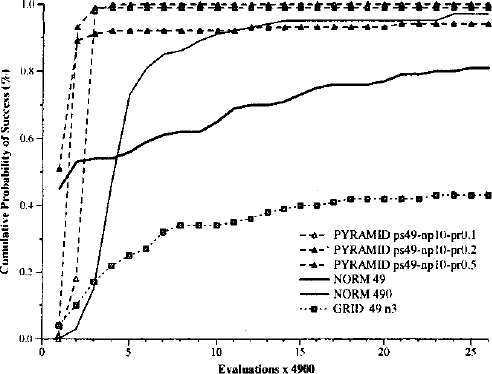 Cumulative Probability of Success (%)
1.0
0.8
0.6
0.4
0.2
0.0
0
5
10
15
20
25
Evaluations x 4900
PYRAMID ps49-np10-pr0.1
PYRAMID ps49-np10-pr0.2
PYRAMID ps49-np10-pr0.5
NORM 49
NORM 490
GRID 49 n3